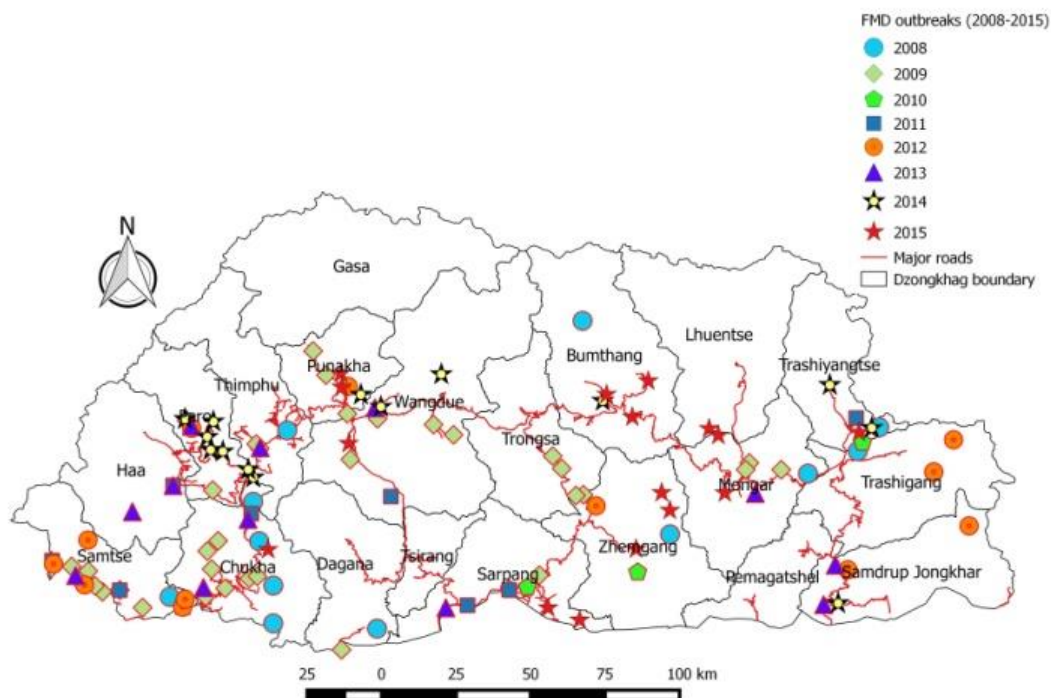 FMD outbreaks (2008-2015)
2008
2009
2010
2011
2012
2013
2014
2015
Major roads
Dzongkhag boundary
N
Gasa
Punakha
Thimphu
Wangdue
Bumthang
Lhuentse
Trashiyangtse
Haa
Trongsa
Mongar
Trashigang
Samtse
Chukha
Dagana
Tsirang
Sarpang
Zhemgang
Pemagatshel
Samdrup Jongkhar
25 0 25 50 75 100 km